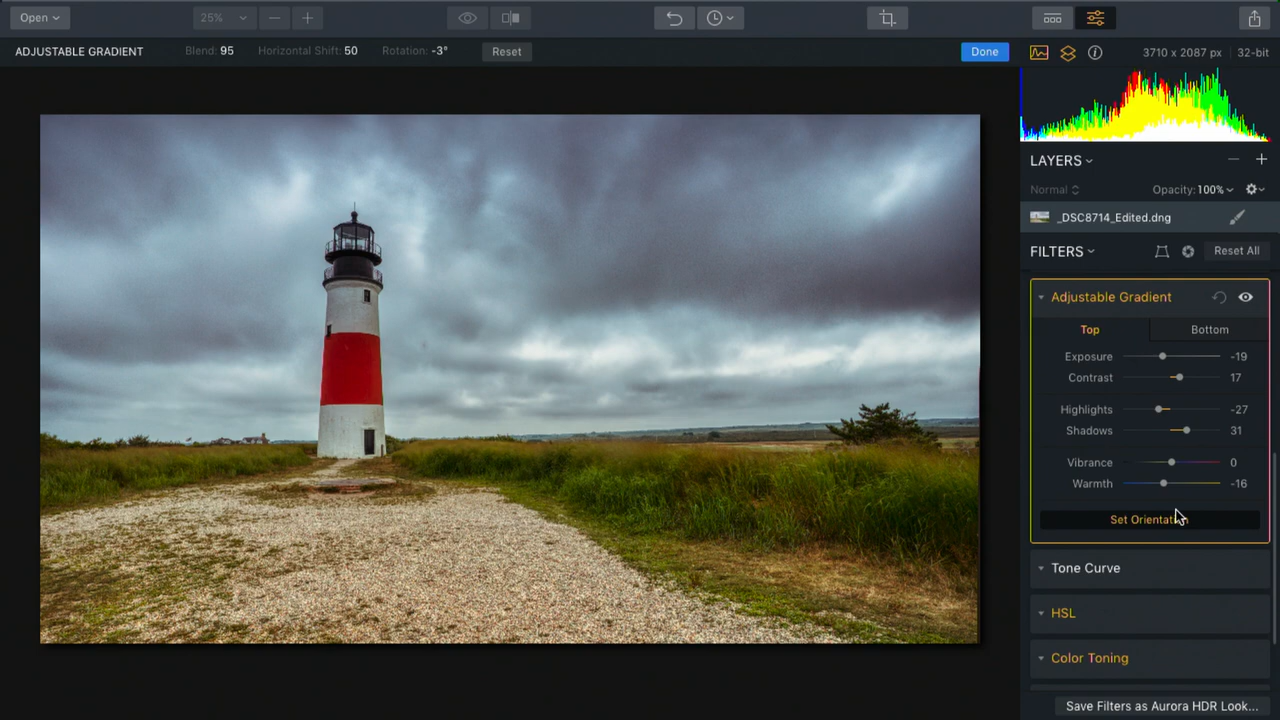 Open
25%
ADJUSTABLE GRADIENT
Blend: 95
Horizontal Shift: 50
Rotation: -3°
Reset
Done
3710 x 2087 px
32-bit
LAYERS
Normal
Opacity: 100%
_DSC8714_Edited.dng
FILTERS
Reset All
Adjustable Gradient
Top
Bottom
Exposure -19
Contrast 17
Highlights -27
Shadows 31
Vibrance 0
Warmth -16
Set Orientation
Tone Curve
HSL
Color Toning
Save Filters as Aurora HDR Look...